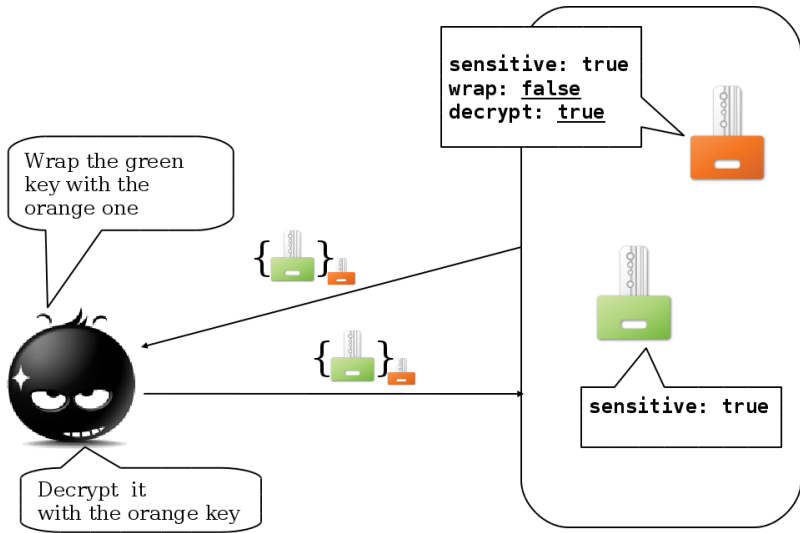 sensitive: true
wrap: false
decrypt: true
Wrap the green
key with the
orange one
{ }
{ }
sensitive: true
Decrypt it
with the orange key